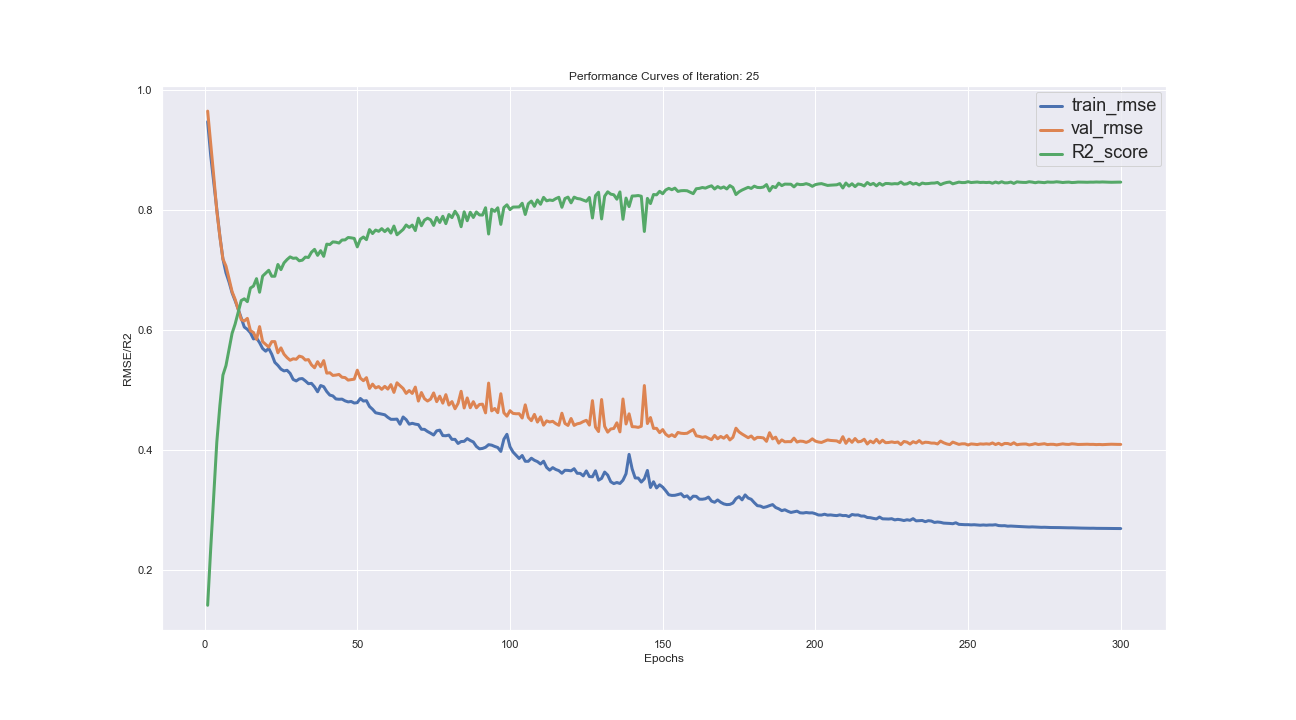 Performance Curves of Iteration: 25
1.0
0.8
0.6
0.4
0.2
RMSE/R2
train_rmse
val_rmse
R2_score
0
50
100
150
200
250
300
Epochs